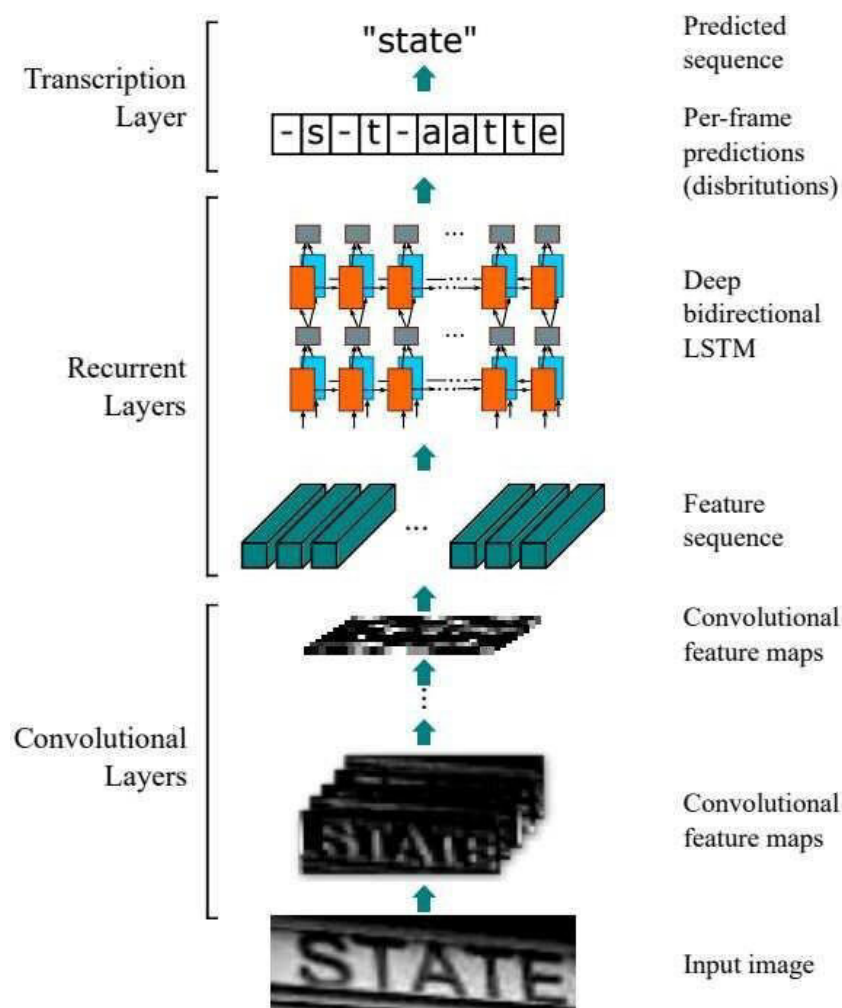 "state"
Predicted
sequence
Transcription
Layer
-s-t-aatte
Per-frame
predictions
(disbritutions)
...
Deep
bidirectional
LSTM
Recurrent
Layers
...
Feature
sequence
Convolutional
feature maps
Convolutional
Layers
STATE
Convolutional
feature maps
STATE
Input image